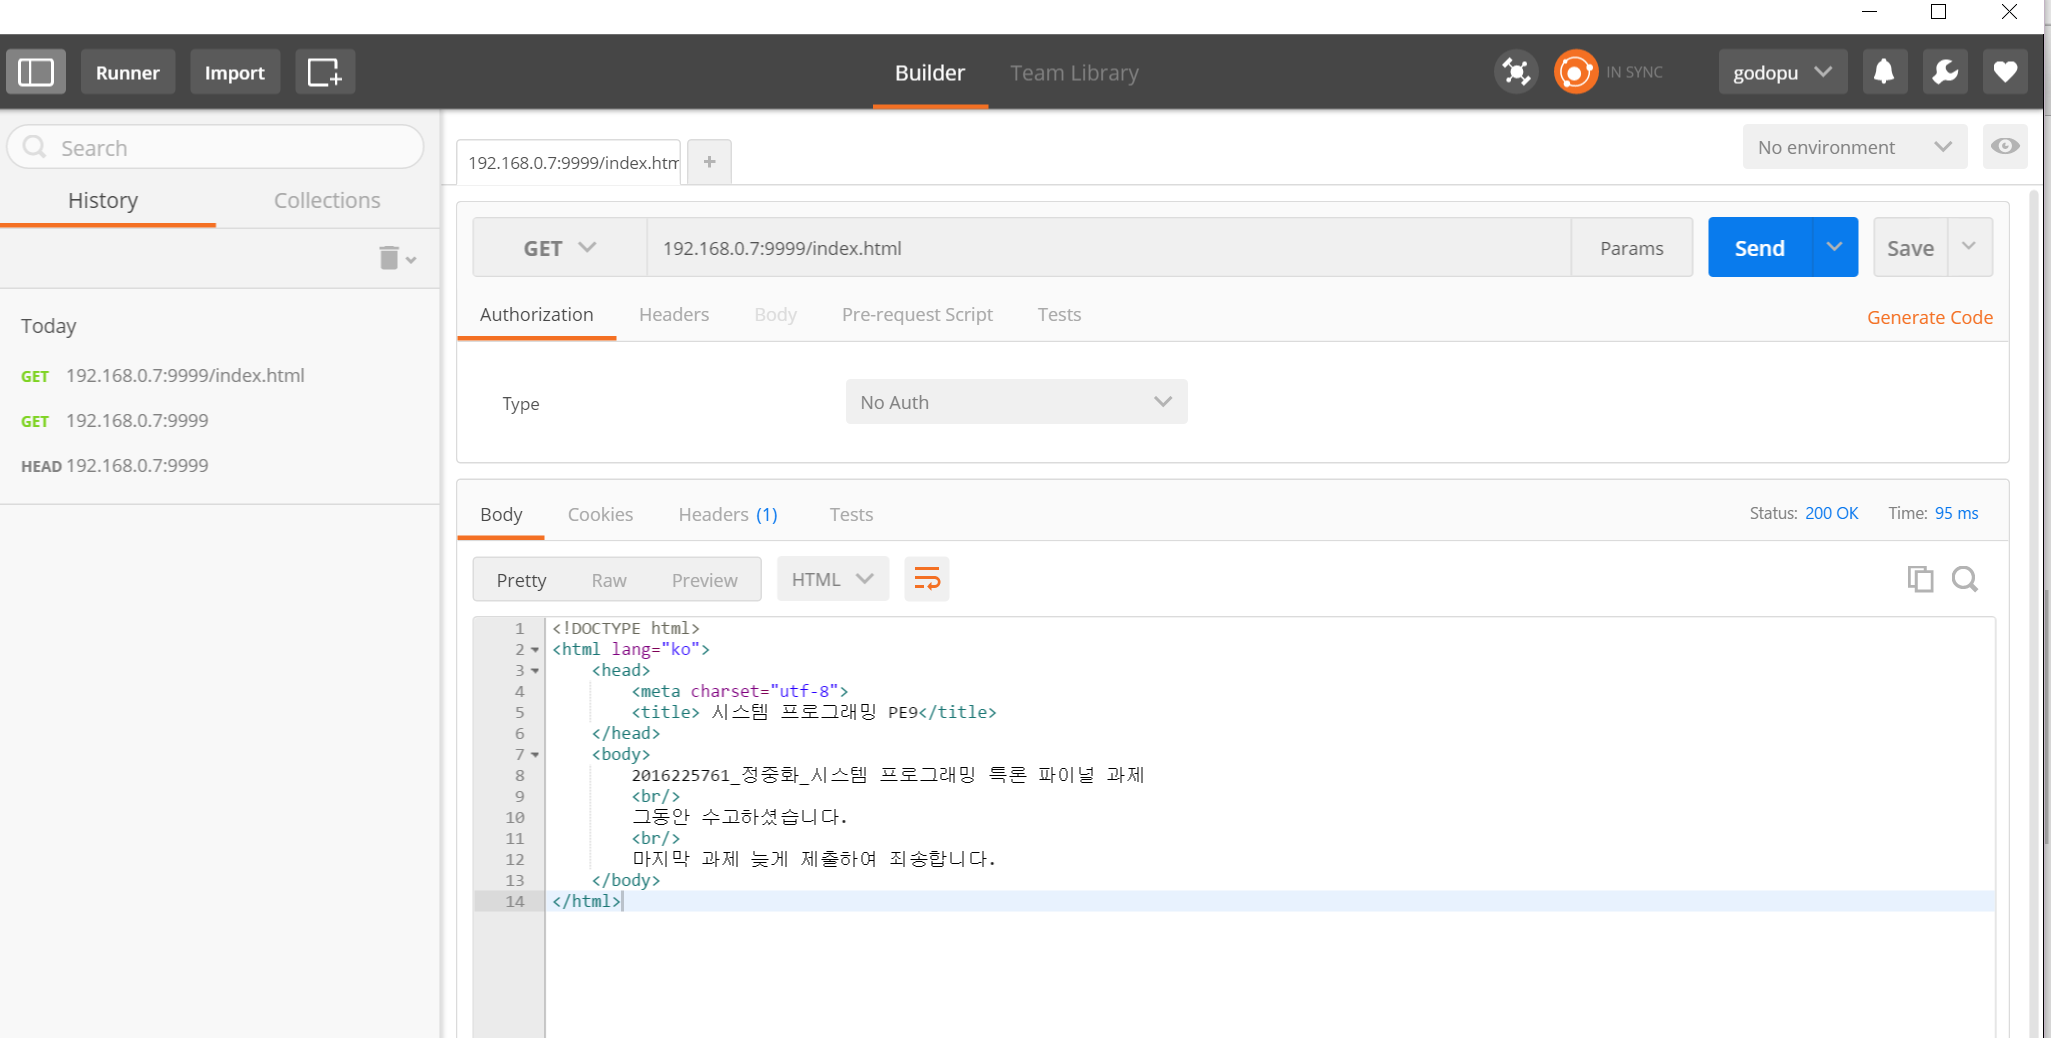 Runner Import Builder Team Library IN SYNC godopu
Search
History Collections
Today
GET 192.168.0.7:9999/index.html
GET 192.168.0.7:9999
HEAD 192.168.0.7:9999
192.168.0.7:9999/index.htm +
No environment
GET 192.168.0.7:9999/index.html Params Send Save
Authorization Headers Body Pre-request Script Tests Generate Code
Type No Auth
Body Cookies Headers (1) Tests Status: 200 OK Time: 95 ms
Pretty Raw Preview HTML
1 <!DOCTYPE html>
2 <html lang="ko">
3 <head>
4 <meta charset="utf-8">
5 <title> 시스템 프로그래밍 PE9</title>
6 </head>
7 <body>
8 2016225761_정중화_시스템 프로그래밍 특론 파이널 과제
9 <br/>
10 그동안 수고하셨습니다.
11 <br/>
12 마지막 과제 늦게 제출하여 죄송합니다.
13 </body>
14 </html>